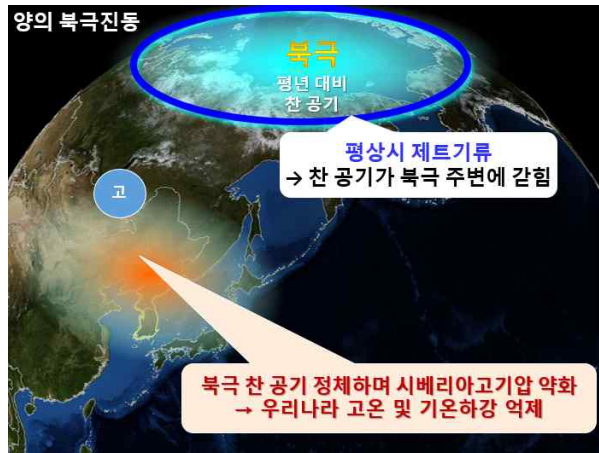 양의 북극진동
북극
평년 대비
찬 공기
평상시 제트기류
→ 찬 공기가 북극 주변에 갇힘
고
북극 찬 공기 정체하며 시베리아고기압 약화
→ 우리나라 고온 및 기온하강 억제